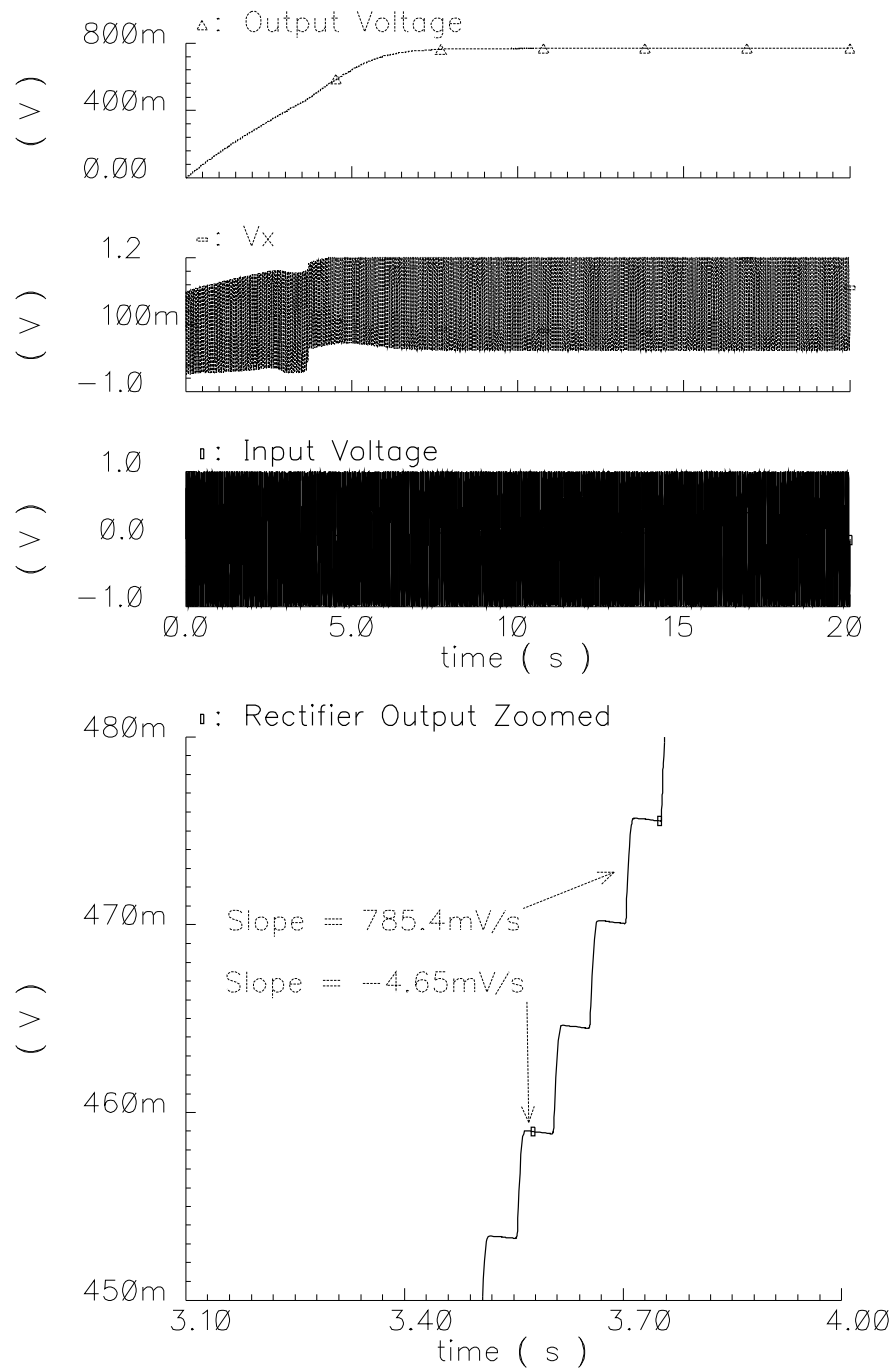 ▵: Output Voltage
800m
400m
0.00
( V )
▭: Vx
1.2
100m
-1.0
( V )
▯: Input Voltage
1.0
0.0
-1.0
( V )
0.0 5.0 10 15 20
time ( s )
▯: Rectifier Output Zoomed
480m
470m
460m
450m
( V )
Slope = 785.4mV/s
Slope = -4.65mV/s
3.10 3.40 3.70 4.00
time ( s )